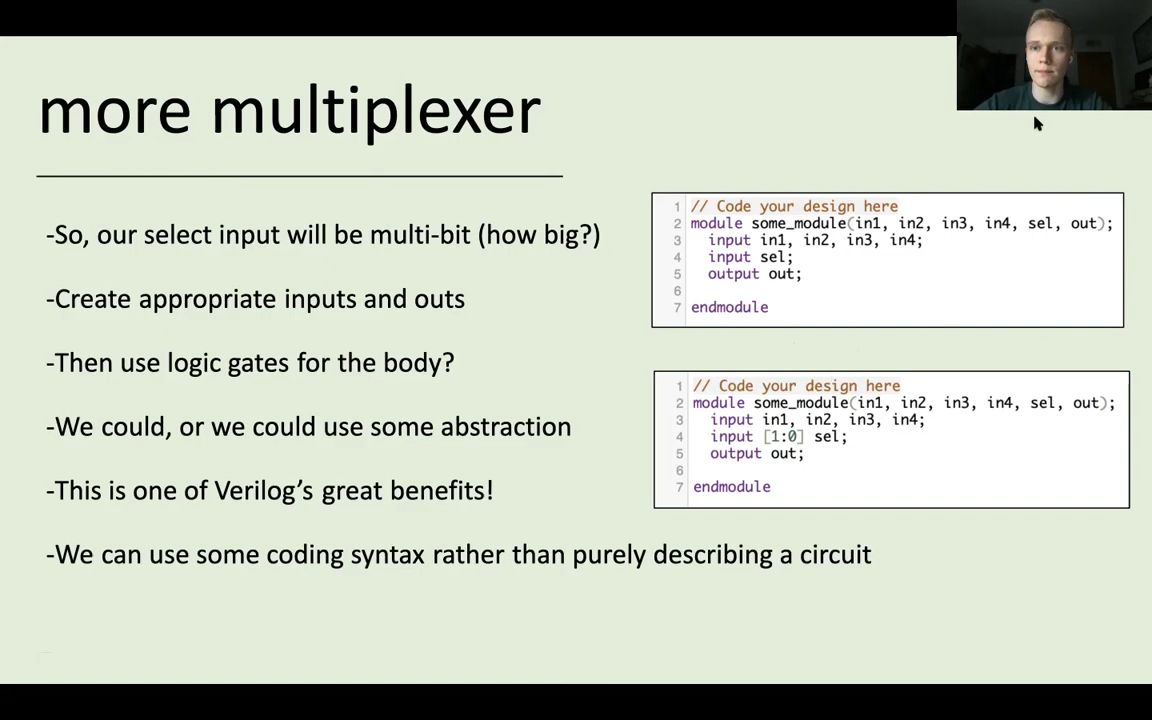 more multiplexer
-So, our select input will be multi-bit (how big?)
-Create appropriate inputs and outs
-Then use logic gates for the body?
-We could, or we could use some abstraction
-This is one of Verilog’s great benefits!
-We can use some coding syntax rather than purely describing a circuit
1 // Code your design here
2 module some_module(in1, in2, in3, in4, sel, out);
3 input in1, in2, in3, in4;
4 input sel;
5 output out;
6
7 endmodule
1 // Code your design here
2 module some_module(in1, in2, in3, in4, sel, out);
3 input in1, in2, in3, in4;
4 input [1:0] sel;
5 output out;
6
7 endmodule